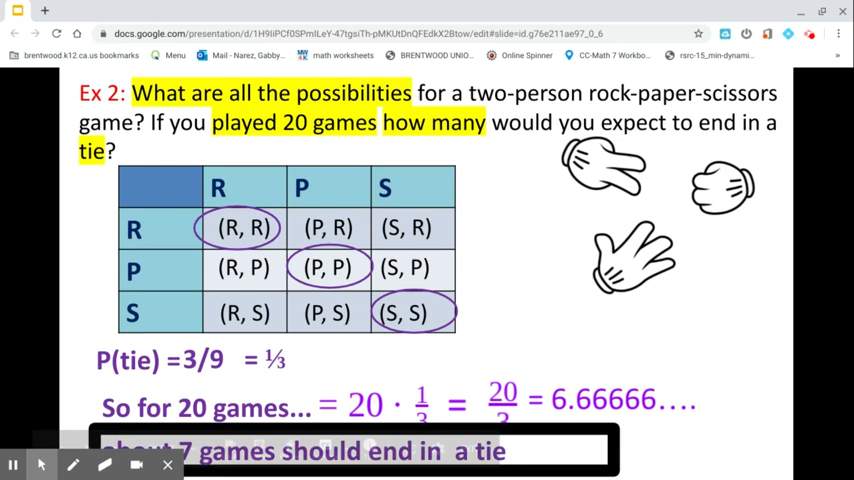 docs.google.com/presentation/d/1H9IiPCf0SPmILeY-47tgsiTh-pMKUtDnQFEdkX2Btow/edit#slide=id.g76e211ae97_0_6
brentwood.k12.ca.us bookmarks Menu Mail - Narez, Gabby... math worksheets BRENTWOOD UNIO... Online Spinner CC-Math 7 Workbo... rsrc-15_min-dynami... »
Ex 2: What are all the possibilities for a two-person rock-paper-scissors
game? If you played 20 games how many would you expect to end in a
tie?
R P S
R (R, R) (P, R) (S, R)
P (R, P) (P, P) (S, P)
S (R, S) (P, S) (S, S)
P(tie) = 3/9 = ⅓
So for 20 games... = 20 · 1/3 = 20/3 = 6.66666....
about 7 games should end in a tie